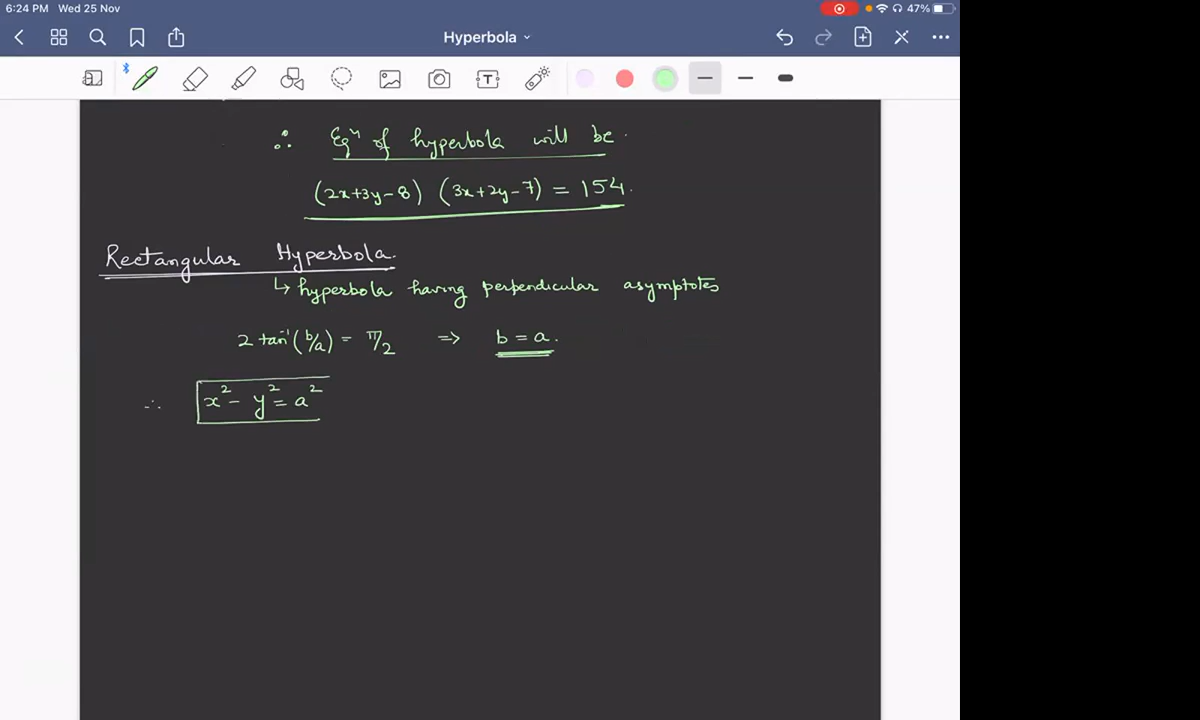 6:24 PM Wed 25 Nov 47%
Hyperbola
T
∴ Eqⁿ of hyperbola will be.
(2x+3y-8) (3x+2y-7) = 154.
Rectangular Hyperbola.
↳ hyperbola having perpendicular asymptotes
2 tan⁻¹(b/a) = π/2 ⇒ b = a.
∴ x² - y² = a²